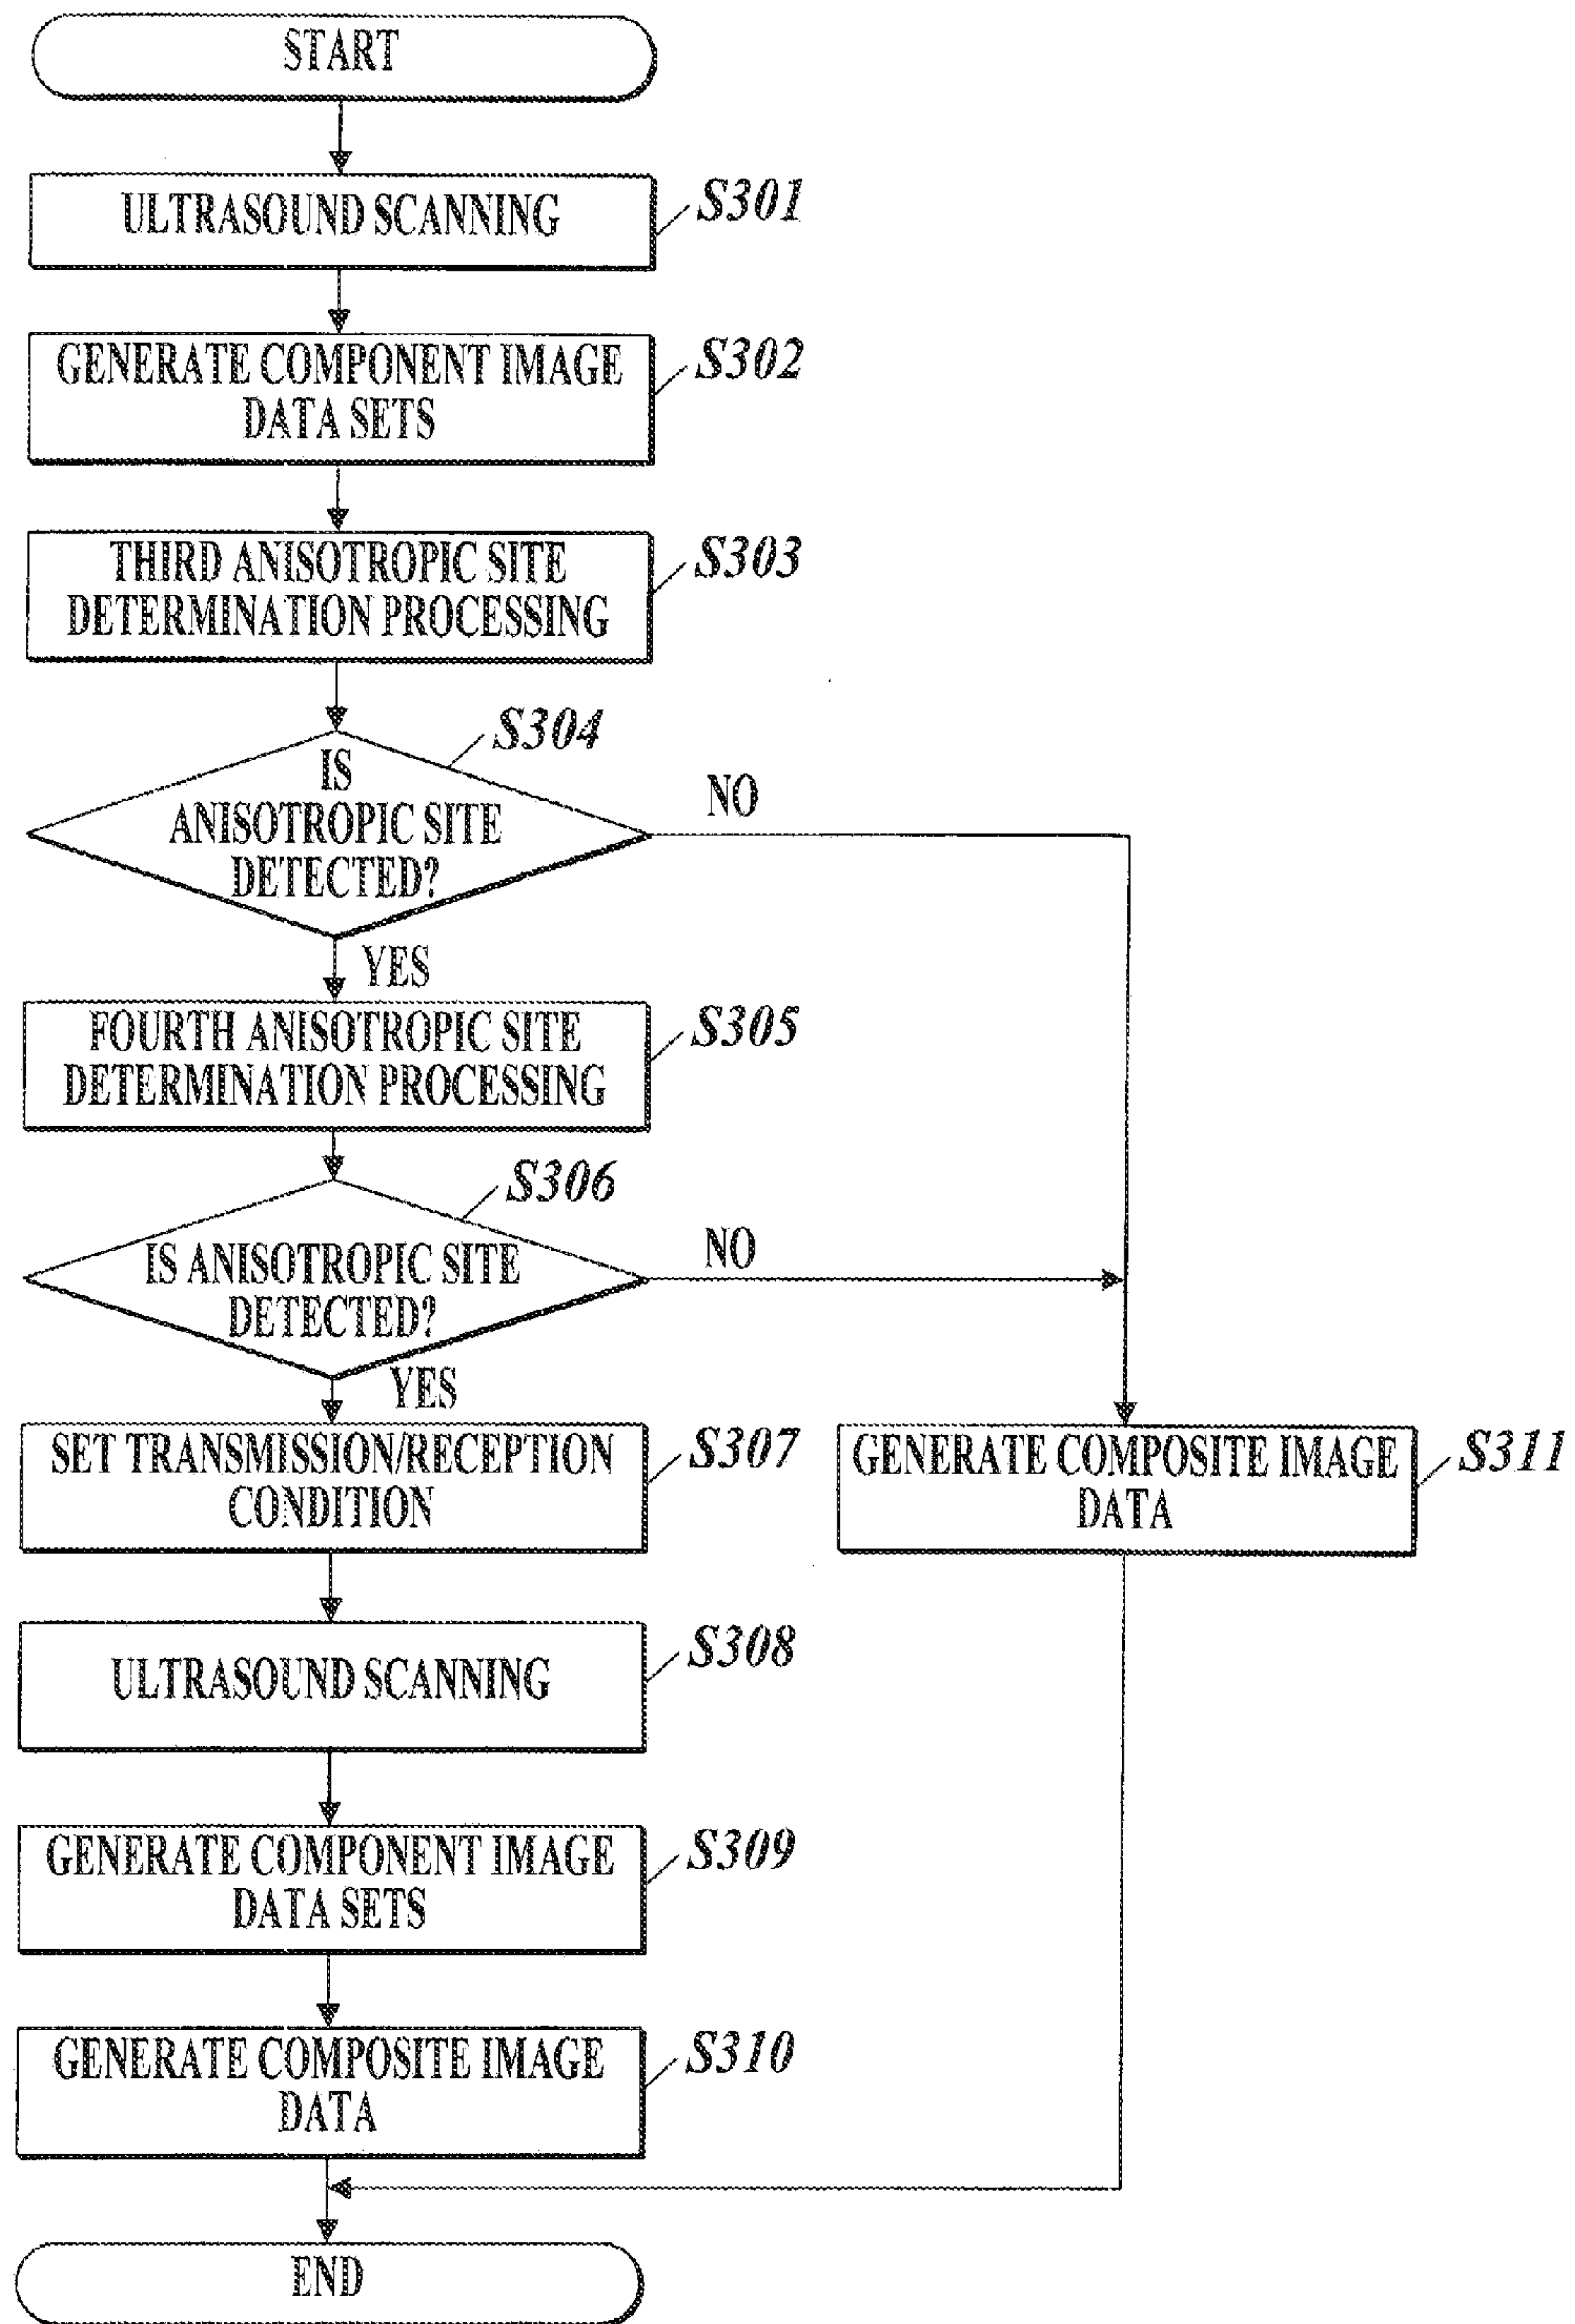 START
ULTRASOUND SCANNING
S301
GENERATE COMPONENT IMAGE
DATA SETS
S302
THIRD ANISOTROPIC SITE
DETERMINATION PROCESSING
S303
S304
IS
ANISOTROPIC SITE
DETECTED?
NO
YES
FOURTH ANISOTROPIC SITE
DETERMINATION PROCESSING
S305
S306
IS ANISOTROPIC SITE
DETECTED?
NO
YES
SET TRANSMISSION/RECEPTION
CONDITION
S307
GENERATE COMPOSITE IMAGE
DATA
S311
ULTRASOUND SCANNING
S308
GENERATE COMPONENT IMAGE
DATA SETS
S309
GENERATE COMPOSITE IMAGE
DATA
S310
END